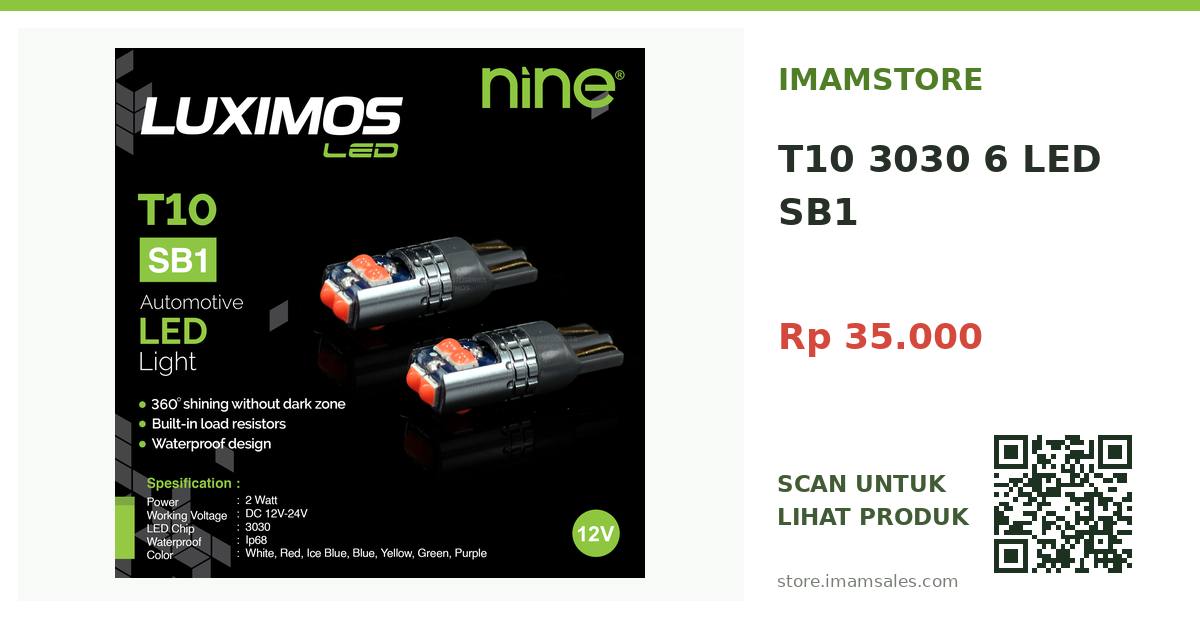 nine®
LUXIMOS
LED
T10
SB1
Automotive
LED
Light
360° shining without dark zone
Built-in load resistors
Waterproof design
Spesification :
Power : 2 Watt
Working Voltage : DC 12V-24V
LED Chip : 3030
Waterproof : Ip68
Color : White, Red, Ice Blue, Blue, Yellow, Green, Purple
12V
IMAMSTORE
T10 3030 6 LED
SB1
Rp 35.000
SCAN UNTUK
LIHAT PRODUK
store.imamsales.com